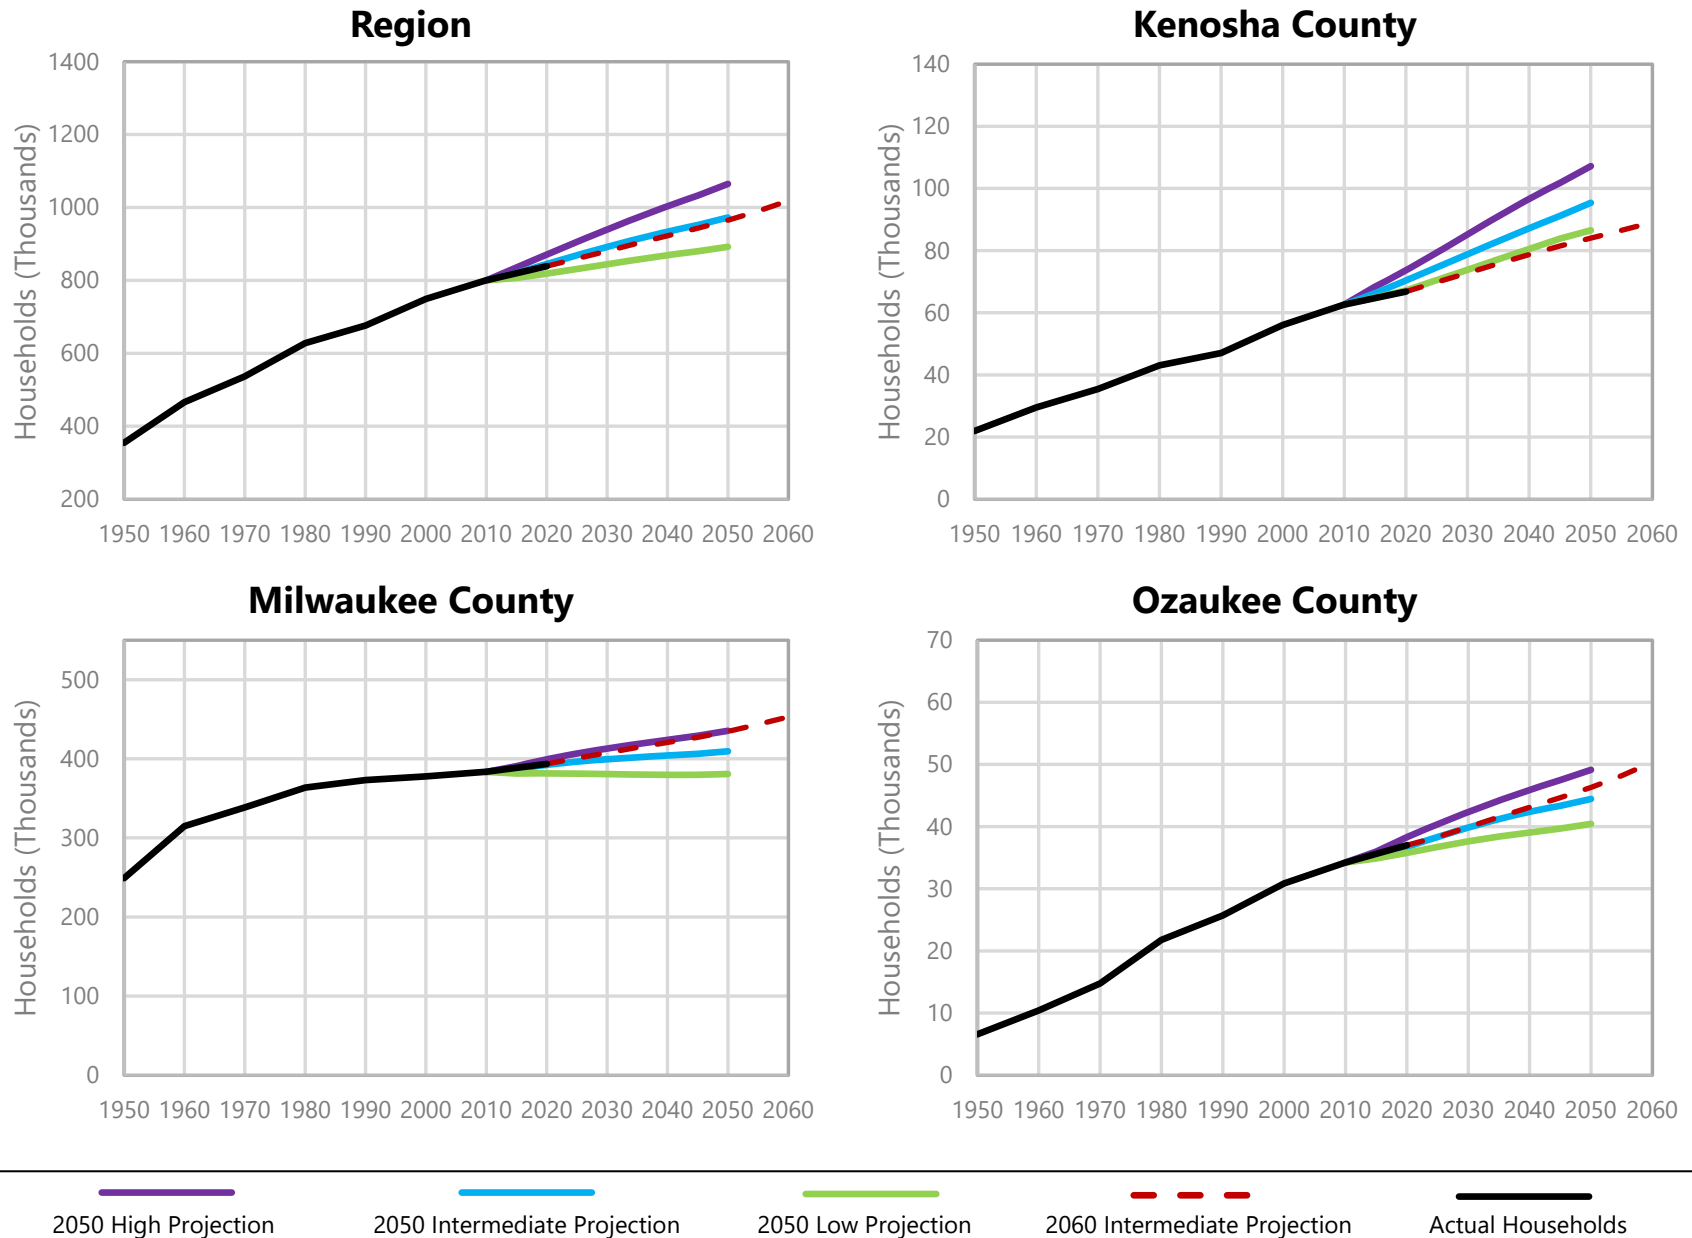 Region
Kenosha County
1400
1200
1000
800
600
400
200
Households (Thousands)
1950 1960 1970 1980 1990 2000 2010 2020 2030 2040 2050 2060
140
120
100
80
60
40
20
0
Households (Thousands)
1950 1960 1970 1980 1990 2000 2010 2020 2030 2040 2050 2060
Milwaukee County
Ozaukee County
500
400
300
200
100
0
Households (Thousands)
1950 1960 1970 1980 1990 2000 2010 2020 2030 2040 2050 2060
70
60
50
40
30
20
10
0
Households (Thousands)
1950 1960 1970 1980 1990 2000 2010 2020 2030 2040 2050 2060
2050 High Projection
2050 Intermediate Projection
2050 Low Projection
2060 Intermediate Projection
Actual Households